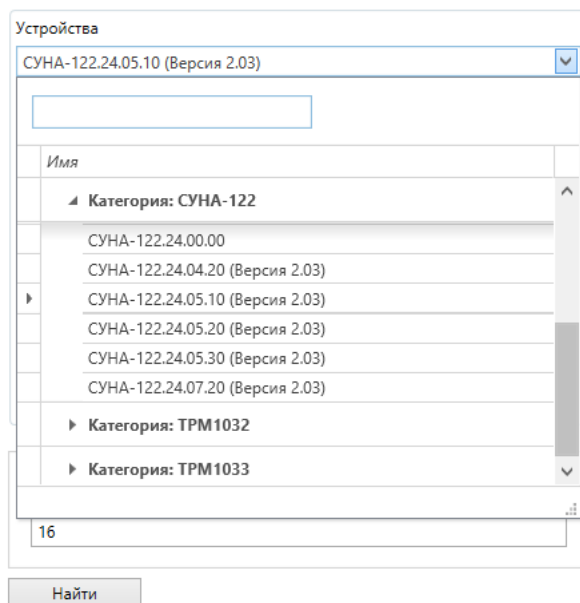 Устройства
СУНА-122.24.05.10 (Версия 2.03)
Имя
Категория: СУНА-122
СУНА-122.24.00.00
СУНА-122.24.04.20 (Версия 2.03)
СУНА-122.24.05.10 (Версия 2.03)
СУНА-122.24.05.20 (Версия 2.03)
СУНА-122.24.05.30 (Версия 2.03)
СУНА-122.24.07.20 (Версия 2.03)
Категория: ТРМ1032
Категория: ТРМ1033
16
Найти